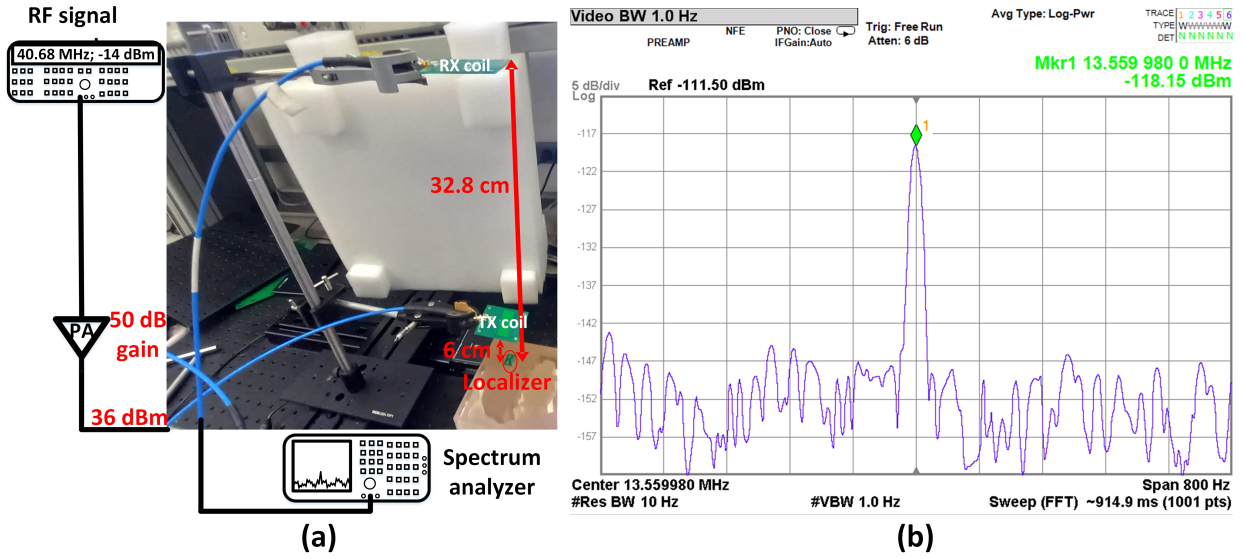 RF signal
40.68 MHz; -14 dBm
PA
50 dB
gain
36 dBm
RX coil
32.8 cm
TX coil
6 cm
Localizer
Spectrum
analyzer
(a)
Video BW 1.0 Hz
PREAMP
NFE
PNO: Close
IFGain:Auto
Trig: Free Run
Atten: 6 dB
Avg Type: Log-Pwr
TRACE 1 2 3 4 5 6
TYPE W W
DET N N N N N N
Mkr1 13.559 980 0 MHz
-118.15 dBm
5 dB/div Ref -111.50 dBm
Log
1
-117
-122
-127
-132
-137
-142
-147
-152
-157
Center 13.559980 MHz Span 800 Hz
#Res BW 10 Hz #VBW 1.0 Hz Sweep (FFT) ~914.9 ms (1001 pts)
(b)